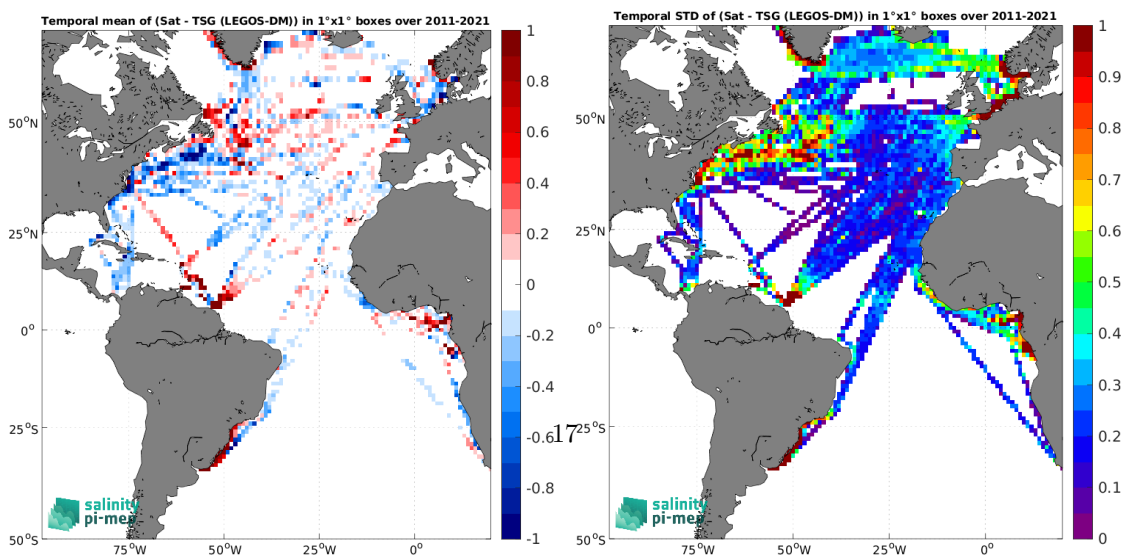 Temporal mean of (Sat - TSG (LEGOS-DM)) in 1°x1° boxes over 2011-2021
50°N
25°N
0°
25°S
50°S
75°W
50°W
25°W
0°
1
0.8
0.6
0.4
0.2
0
-0.2
-0.4
-0.6
-0.8
-1
salinity
pi-mep
17
Temporal STD of (Sat - TSG (LEGOS-DM)) in 1°x1° boxes over 2011-2021
50°N
25°N
0°
25°S
50°S
75°W
50°W
25°W
0°
1
0.9
0.8
0.7
0.6
0.5
0.4
0.3
0.2
0.1
0
salinity
pi-mep